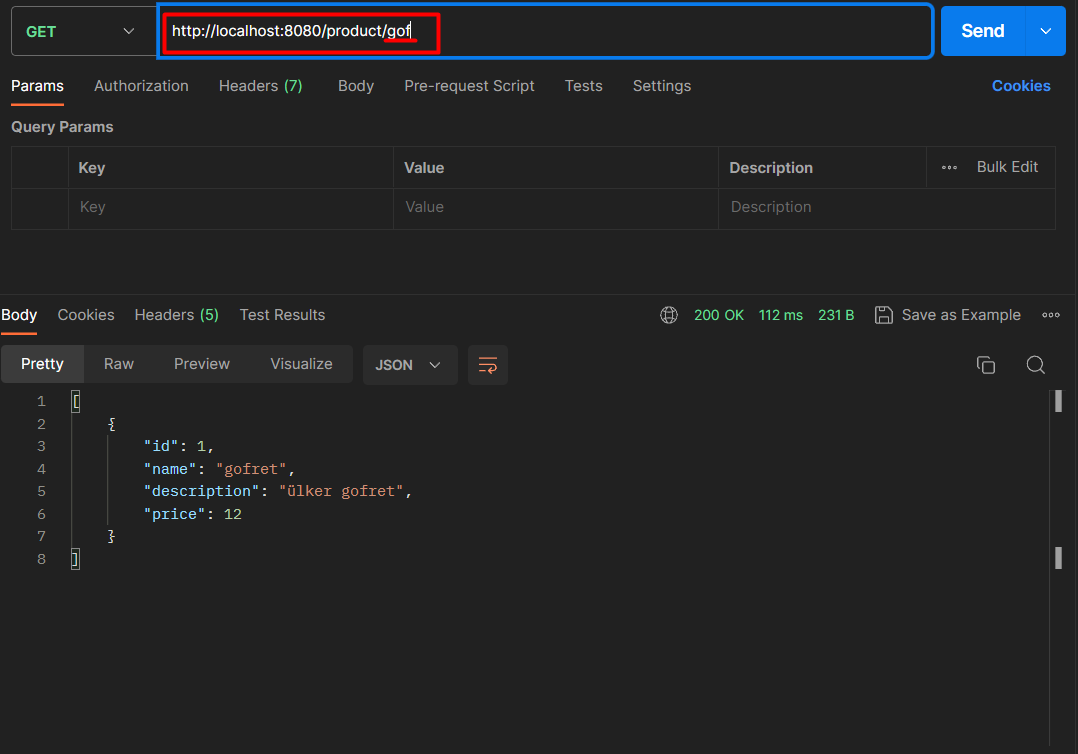 GET http://localhost:8080/product/gof Send
Params Authorization Headers (7) Body Pre-request Script Tests Settings Cookies
Query Params
Key Value Description Bulk Edit
Key Value Description
Body Cookies Headers (5) Test Results 200 OK 112 ms 231 B Save as Example
Pretty Raw Preview Visualize JSON
1 [
2 {
3 "id": 1,
4 "name": "gofret",
5 "description": "ülker gofret",
6 "price": 12
7 }
8 ]